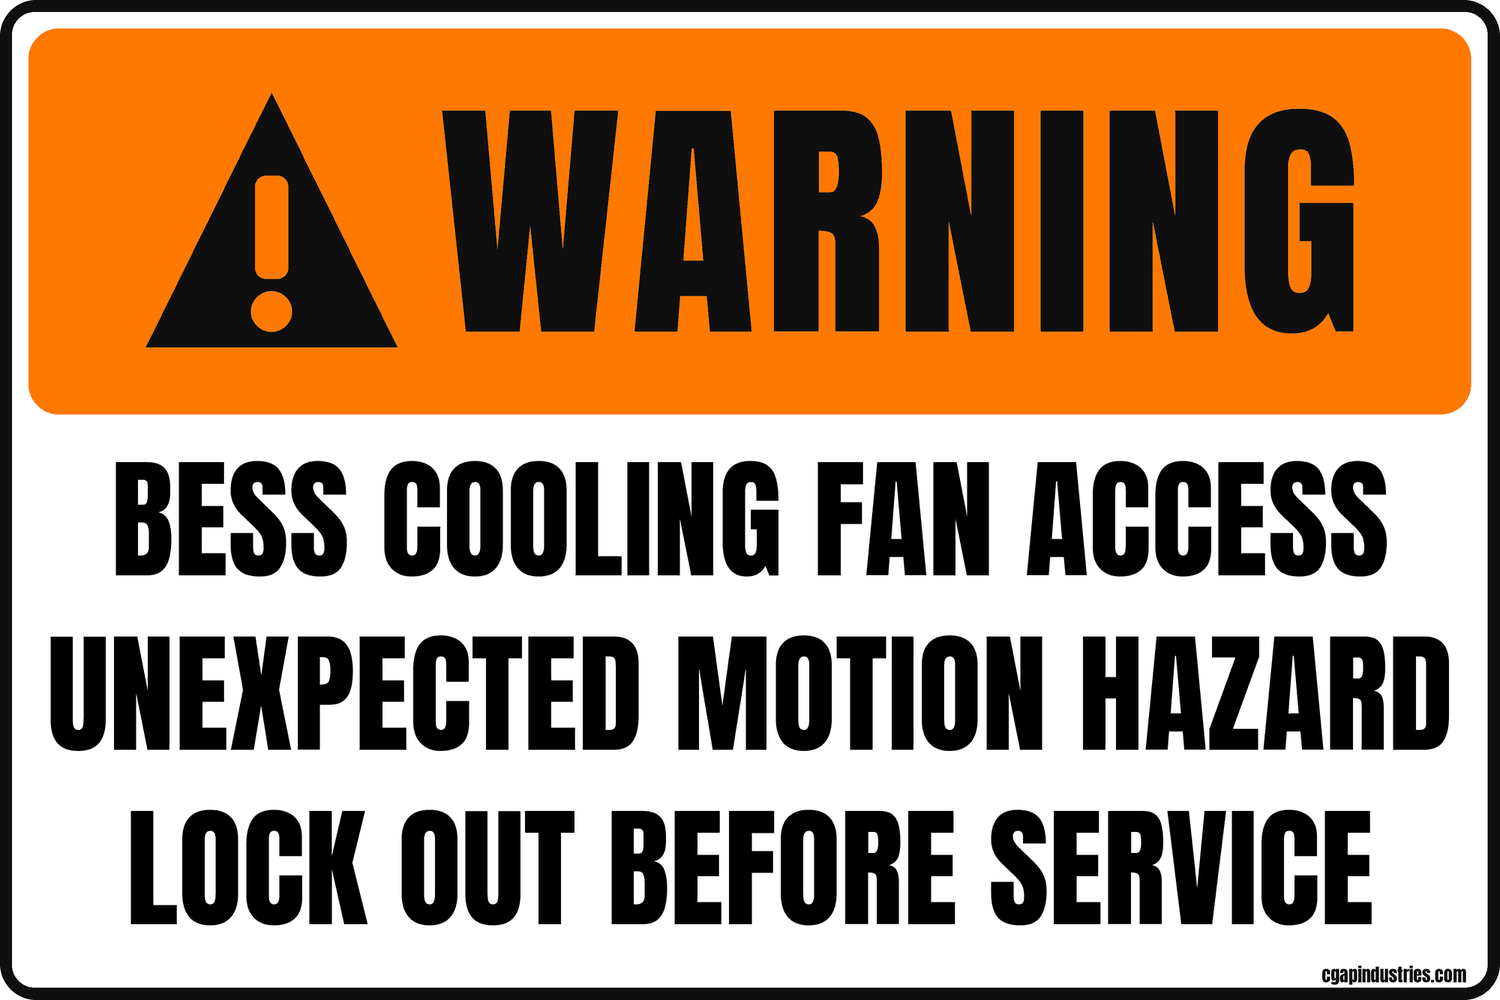 WARNING
BESS COOLING FAN ACCESS
UNEXPECTED MOTION HAZARD
LOCK OUT BEFORE SERVICE
cgapindustries.com